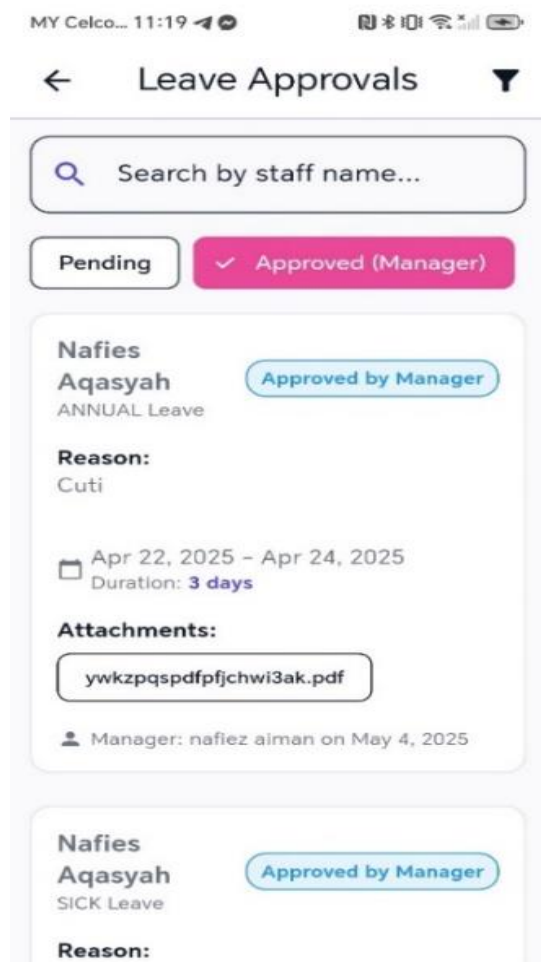 MY Celco... 11:19
Leave Approvals
Search by staff name...
Pending
Approved (Manager)
Nafies
Aqasyah
Approved by Manager
ANNUAL Leave
Reason:
Cuti
Apr 22, 2025 – Apr 24, 2025
Duration: 3 days
Attachments:
ywkzpqspdfpfjchwi3ak.pdf
Manager: nafiez aiman on May 4, 2025
Nafies
Aqasyah
Approved by Manager
SICK Leave
Reason: